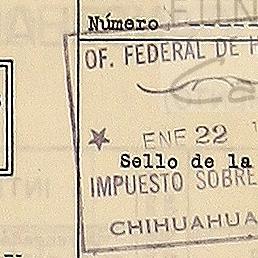 Número
OF. FEDERAL DE
ENE 22
Sello de la
IMPUESTO SOBRE
CHIHUAHUA